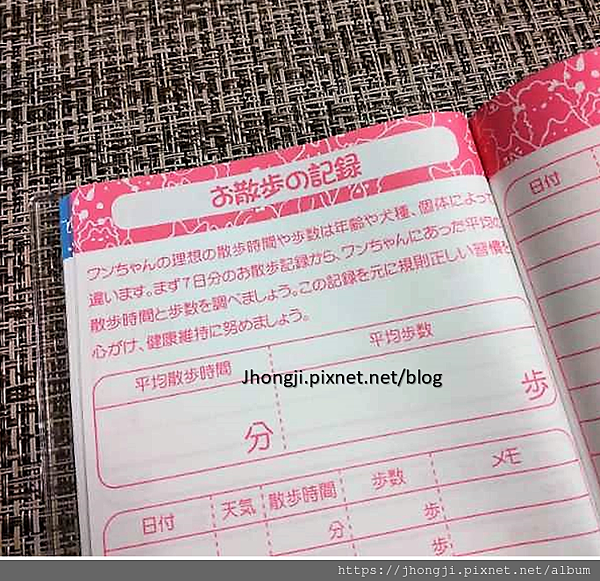 お散歩の記録
ワンちゃんの理想の散歩時間や歩数は年齢や犬種、個体によって
違います。まず7日分のお散歩記録から、ワンちゃんにあった平均の
散歩時間と歩数を調べましょう。この記録を元に規則正しい習慣を
心がけ、健康維持に努めましょう。
平均散歩時間 平均歩数
分 歩
日付 天気 散歩時間 歩数 メモ
分 歩
歩
日付
Jhongji.pixnet.net/blog
https://jhongji.pixnet.net/album